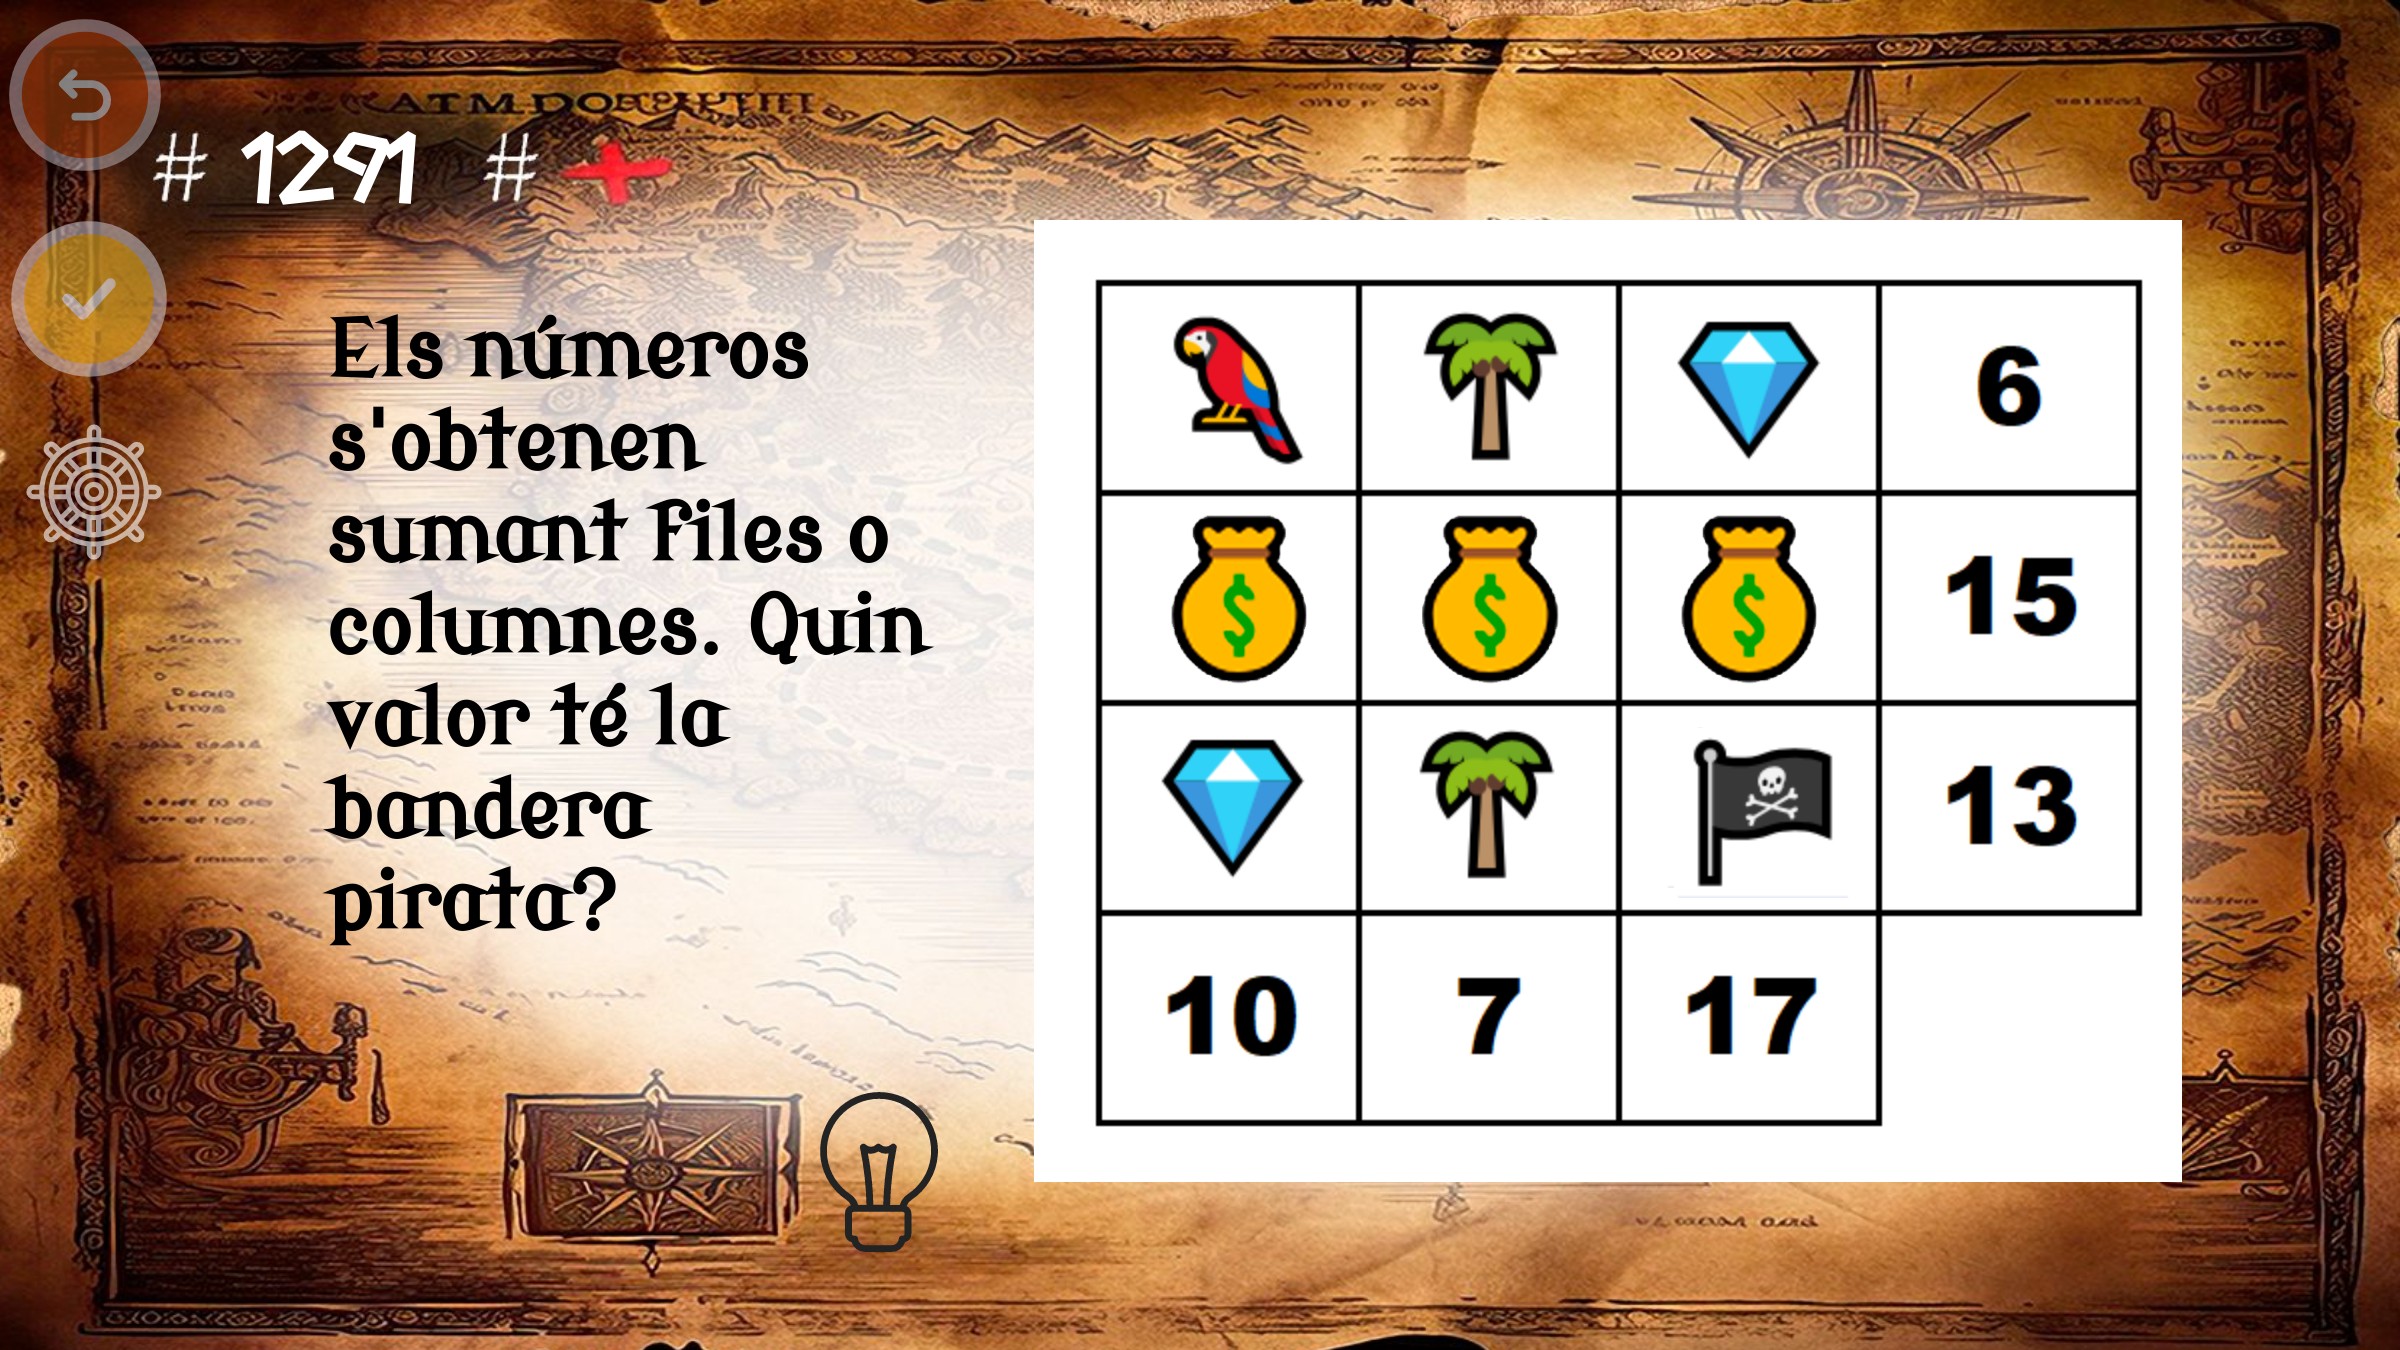 # 1291 #
Els números
s'obtenen
sumant files o
columnes. Quin
valor té la
bandera
pirata?
6
$ $ $ 15
13
10 7 17